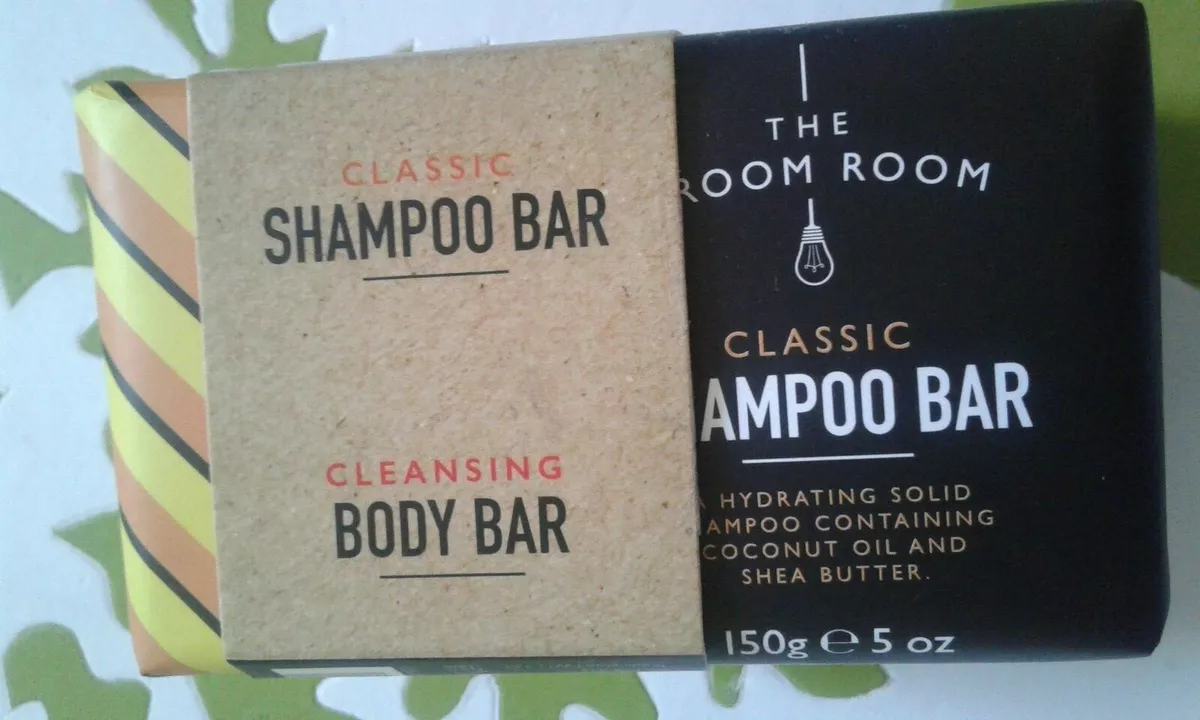 CLASSIC
SHAMPOO BAR
CLEANSING
BODY BAR
THE
ROOM ROOM
CLASSIC
AMPOO BAR
HYDRATING SOLID
AMPOO CONTAINING
COCONUT OIL AND
SHEA BUTTER.
150g ℮ 5 oz